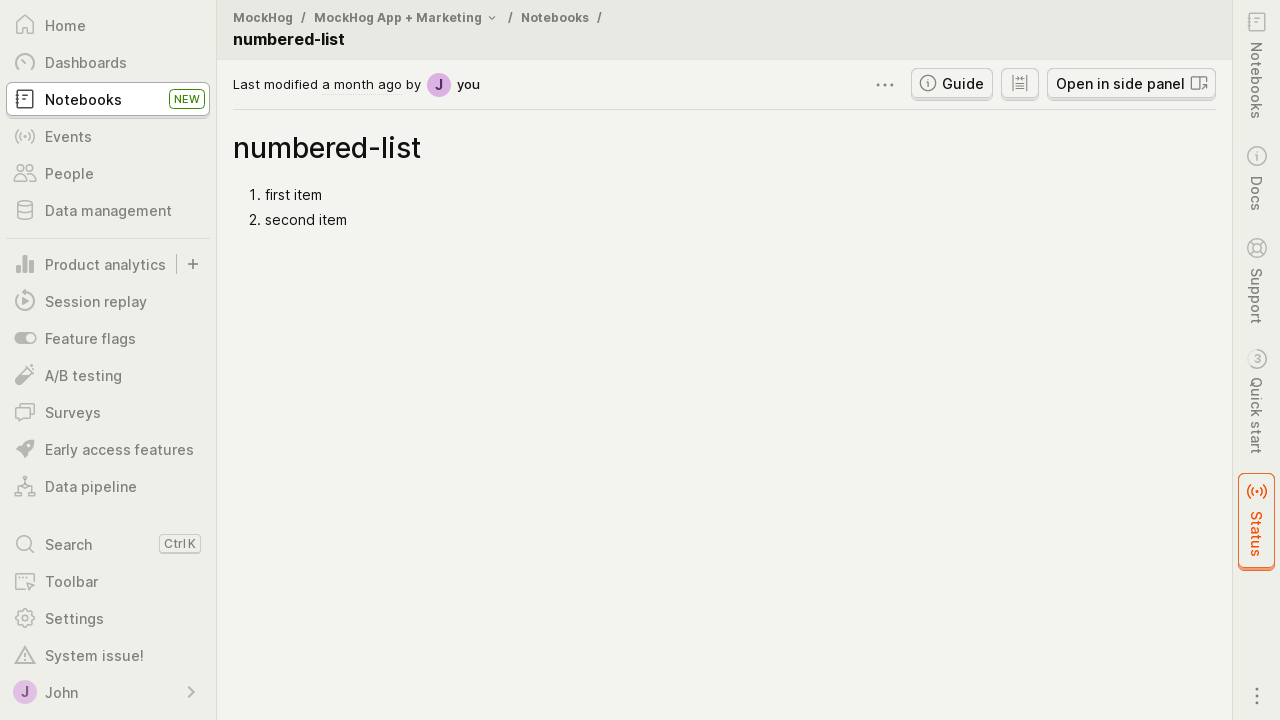 Home
Dashboards
Notebooks NEW
Events
People
Data management
Product analytics
Session replay
Feature flags
A/B testing
Surveys
Early access features
Data pipeline
Search Ctrl K
Toolbar
Settings
System issue!
J John
MockHog / MockHog App + Marketing / Notebooks /
numbered-list
Last modified a month ago by J you
Guide
Open in side panel
numbered-list
1. first item
2. second item
Notebooks
Docs
Support
3 Quick start
Status